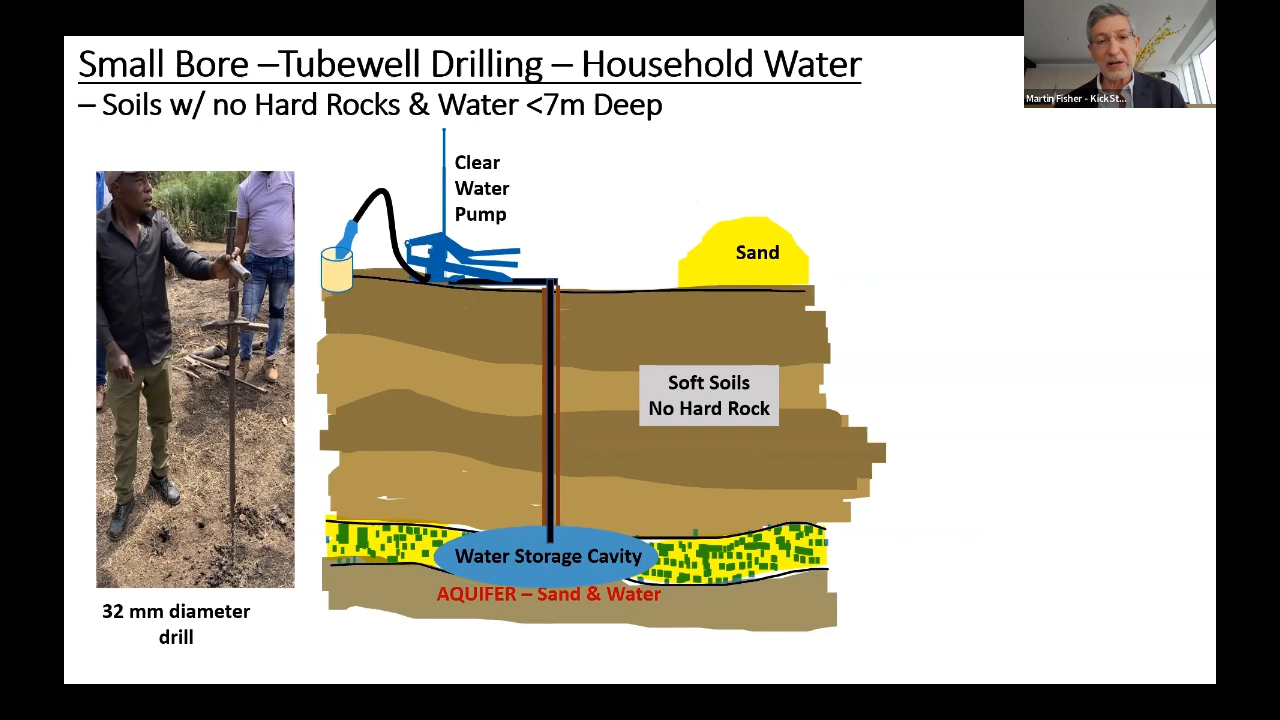 Small Bore –Tubewell Drilling – Household Water
– Soils w/ no Hard Rocks & Water <7m Deep
Martin Fisher - KickSt...
Clear
Water
Pump
Sand
Soft Soils
No Hard Rock
Water Storage Cavity
AQUIFER – Sand & Water
32 mm diameter
drill